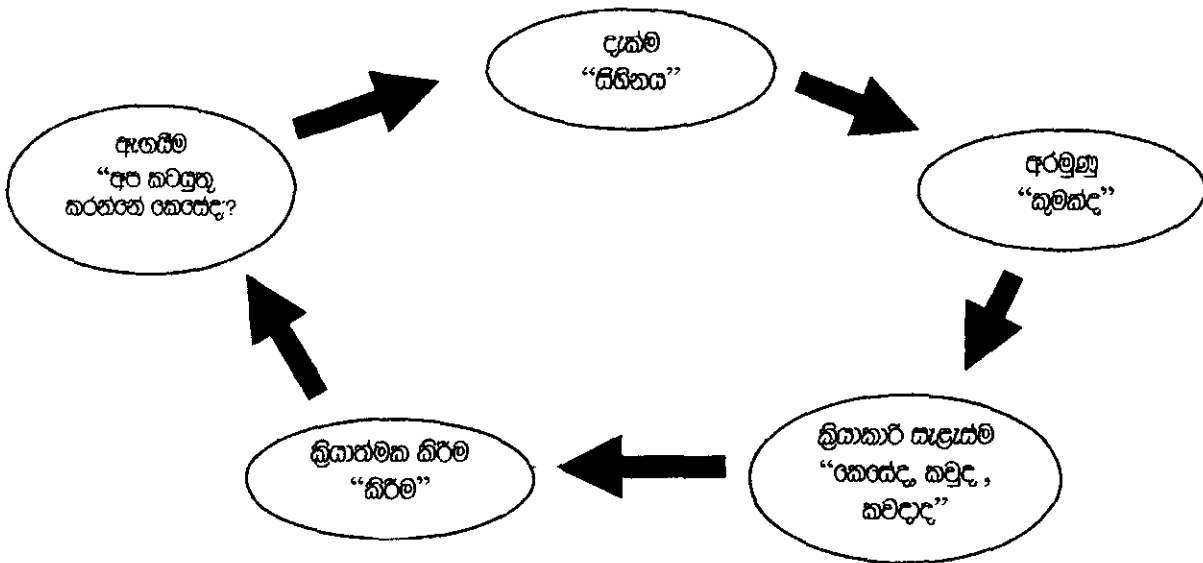 දැක්ම
“සිහිනය”
අරමුණු
“කුමක්ද”
ක්‍රියාකාරී සැළැස්ම
“කෙසේද, කවුද ,
කවදාද”
ක්‍රියාත්මක කිරීම
“කිරීම”
ඇගයීම
“අප කටයුතු
කරන්නේ කෙසේද?